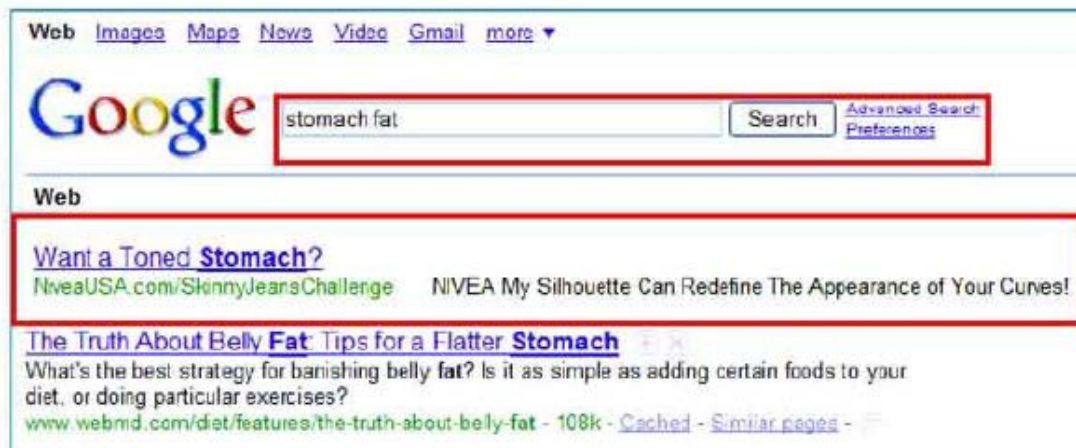 Web Images Maps News Video Gmail more ▼
Google stomach fat Search Advanced Search
Preferences
Web
Want a Toned Stomach?
NiveaUSA.com/SkinnyJeansChallenge NIVEA My Silhouette Can Redefine The Appearance of Your Curves!
The Truth About Belly Fat: Tips for a Flatter Stomach
What's the best strategy for banishing belly fat? Is it as simple as adding certain foods to your
diet, or doing particular exercises?
www.webmd.com/diet/features/the-truth-about-belly-fat - 108k - Cached - Similar pages -